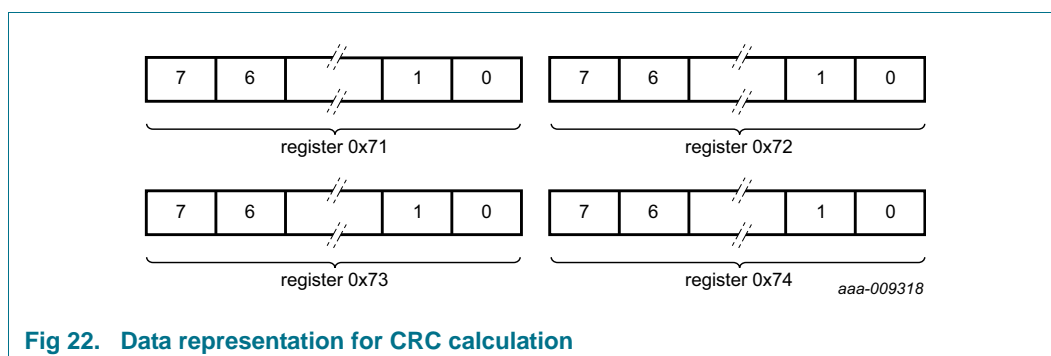 7 6 1 0 7 6 1 0
register 0x71 register 0x72
7 6 1 0 7 6 1 0
register 0x73 register 0x74
aaa-009318
Fig 22. Data representation for CRC calculation